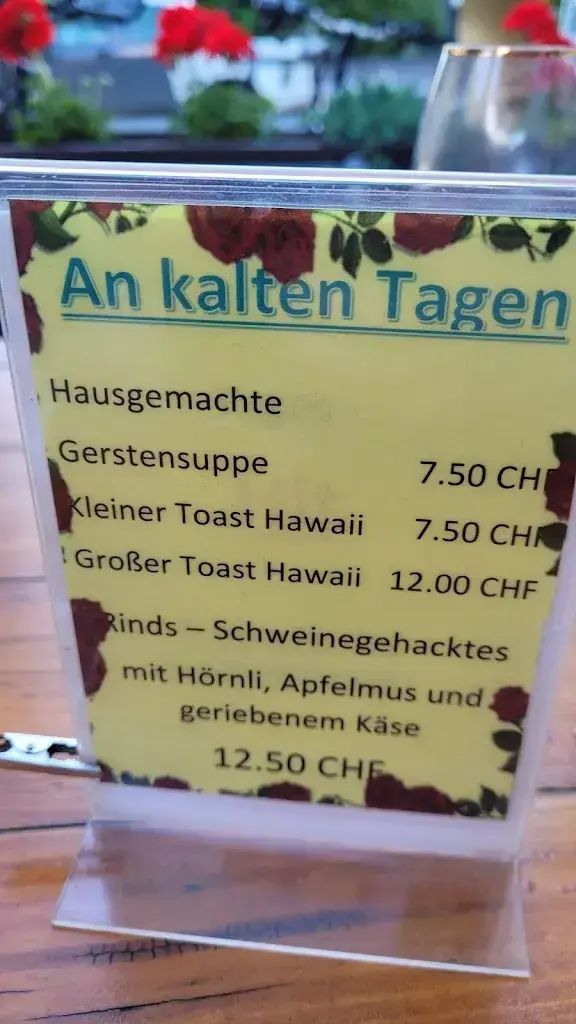 An kalten Tagen
Hausgemachte
Gerstensuppe 7.50 CHF
Kleiner Toast Hawaii 7.50 CHF
! Großer Toast Hawaii 12.00 CHF
Rinds – Schweinegehacktes
mit Hörnli, Apfelmus und
geriebenem Käse
12.50 CHF